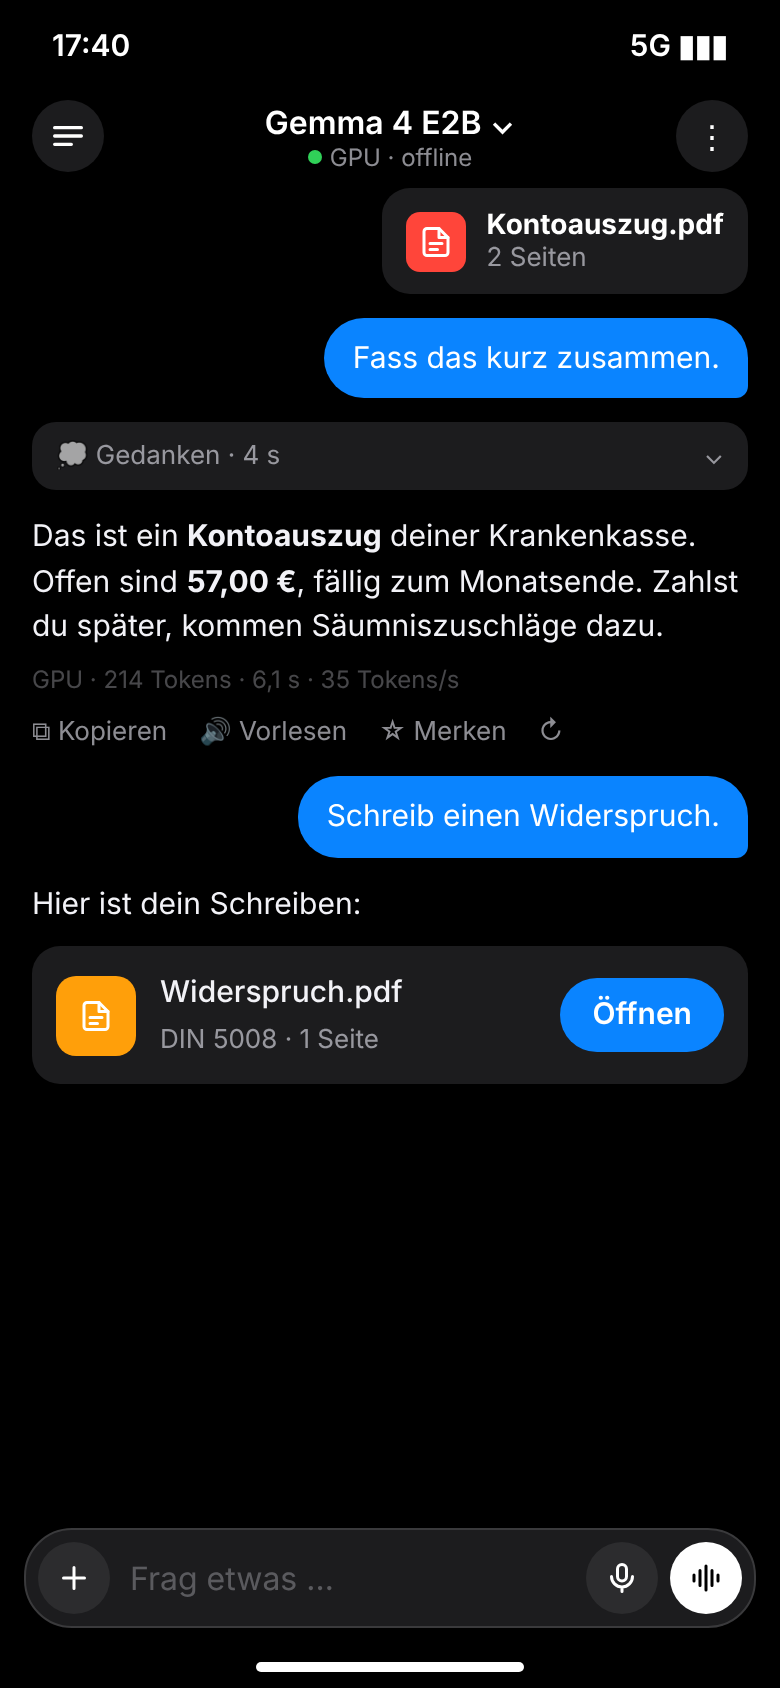 17:40
5G
Gemma 4 E2B
GPU · offline
Kontoauszug.pdf
2 Seiten
Fass das kurz zusammen.
Gedanken · 4 s
Das ist ein Kontoauszug deiner Krankenkasse.
Offen sind 57,00 €, fällig zum Monatsende. Zahlst
du später, kommen Säumniszuschläge dazu.
GPU · 214 Tokens · 6,1 s · 35 Tokens/s
Kopieren Vorlesen Merken
Schreib einen Widerspruch.
Hier ist dein Schreiben:
Widerspruch.pdf
DIN 5008 · 1 Seite
Öffnen
Frag etwas ...